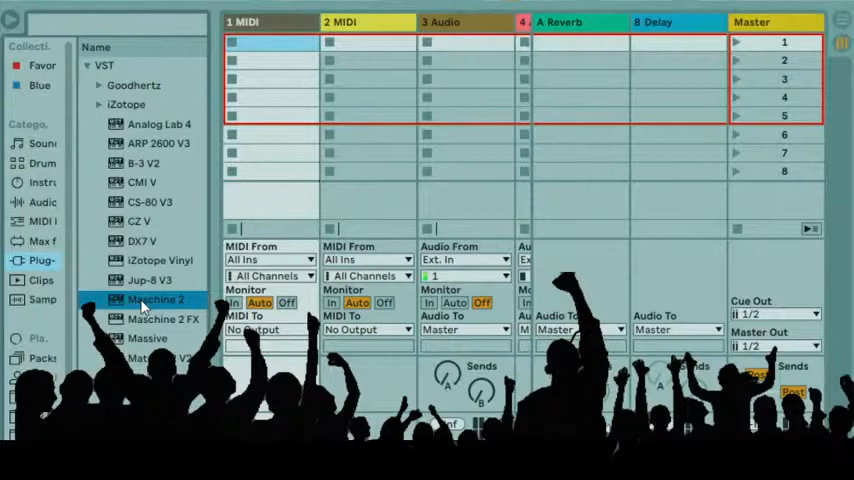 1 MIDI 2 MIDI 3 Audio 4 A Reverb B Delay Master
Collecti. Name 1
Favor VST 2
Blue Goodhertz 3
iZotope 4
Catego. Analog Lab 4 5
Soun ARP 2600 V3 6
Drum B-3 V2 7
Instru CMI V 8
Audio CS-80 V3
MIDI I CZ V
Max f DX7 V
Plug- iZotope Vinyl
Clips Jup-8 V3
Samp Maschine 2
Maschine 2 FX
Pla. Massive
Packs
MIDI From MIDI From Audio From Au
All Ins All Ins Ext. In Ex
All Channels All Channels 1
Monitor Monitor Monitor
In Auto Off In Auto Off In Auto Off
Cue Out
1/2
MIDI To MIDI To Audio To Au Audio To Master Out
No Output No Output Master Master Master 1/2
Sends Sends
A B A Post
Post